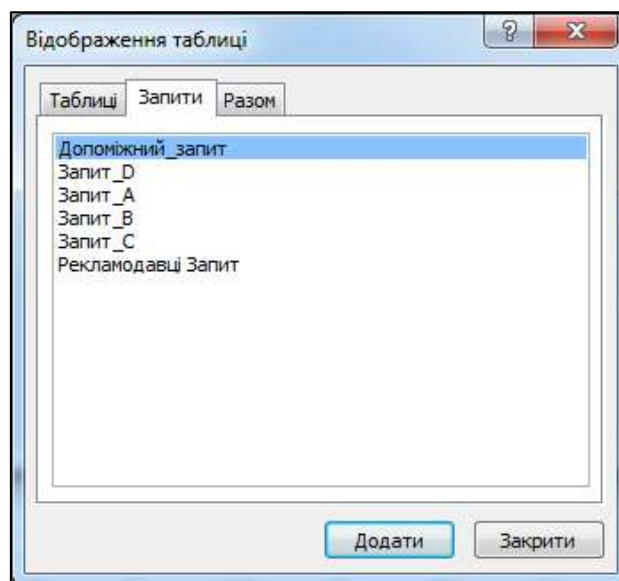 Відображення таблиці
?
Таблиці Запити Разом
Допоміжний_запит
Запит_D
Запит_A
Запит_B
Запит_C
Рекламодавці Запит
Додати Закрити